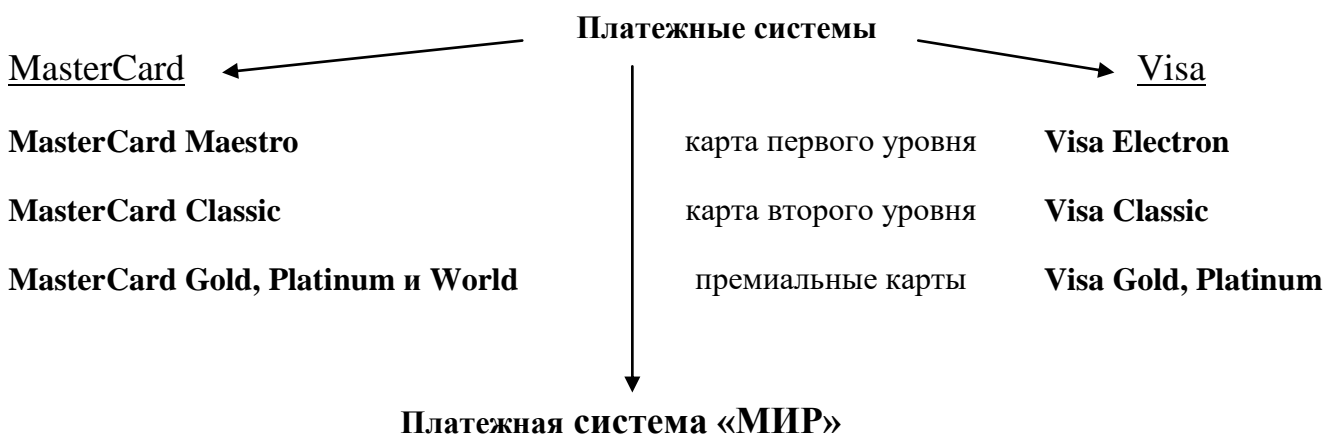 Платежные системы
MasterCard Visa
MasterCard Maestro карта первого уровня Visa Electron
MasterCard Classic карта второго уровня Visa Classic
MasterCard Gold, Platinum и World премиальные карты Visa Gold, Platinum
Платежная система «МИР»